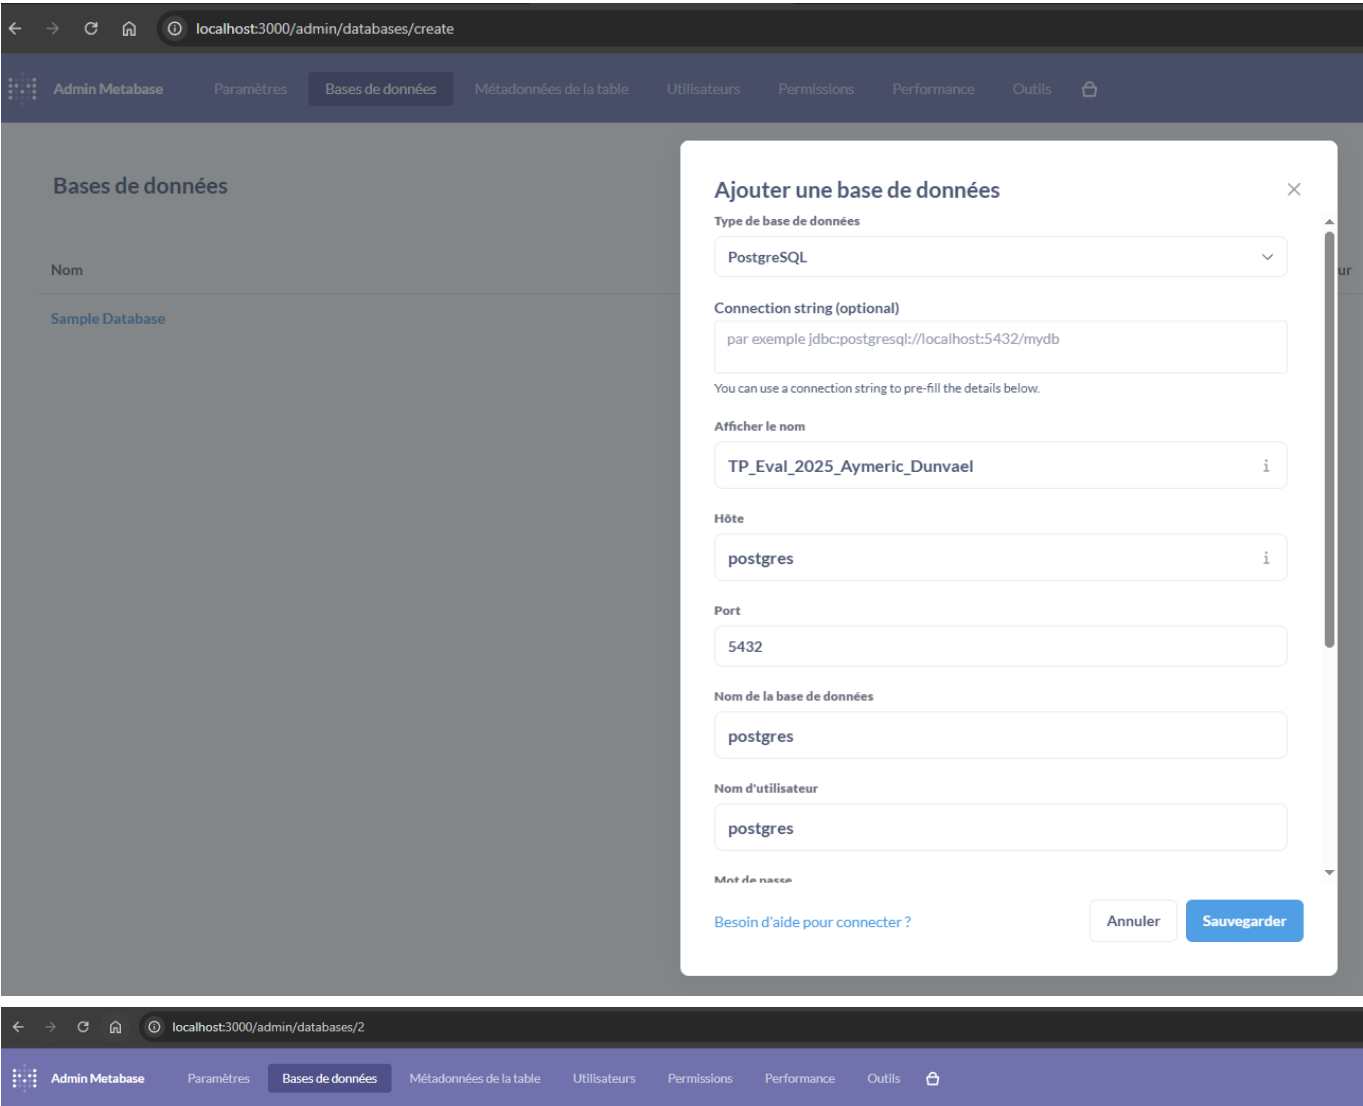 localhost:3000/admin/databases/create
Admin Metabase Paramètres Bases de données Métadonnées de la table Utilisateurs Permissions Performance Outils
Bases de données
Nom
ur
Sample Database
Ajouter une base de données
Type de base de données
PostgreSQL
Connection string (optional)
par exemple jdbc:postgresql://localhost:5432/mydb
You can use a connection string to pre-fill the details below.
Afficher le nom
TP_Eval_2025_Aymeric_Dunvael
Hôte
postgres
Port
5432
Nom de la base de données
postgres
Nom d'utilisateur
postgres
Mot de passe
Besoin d'aide pour connecter ?
Annuler
Sauvegarder
localhost:3000/admin/databases/2
Admin Metabase Paramètres Bases de données Métadonnées de la table Utilisateurs Permissions Performance Outils